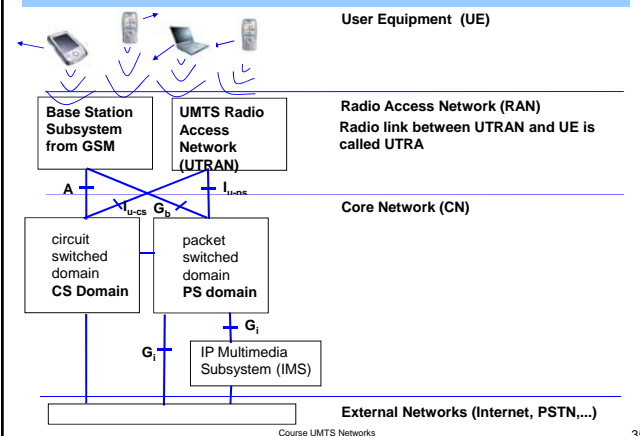 User Equipment (UE)
Base Station
Subsystem
from GSM
UMTS Radio
Access
Network
(UTRAN)
Radio Access Network (RAN)
Radio link between UTRAN and UE is
called UTRA
A
Iu-cs
Gb
Iu-ps
Core Network (CN)
circuit
switched
domain
CS Domain
packet
switched
domain
PS domain
Gi
Gi
IP Multimedia
Subsystem (IMS)
External Networks (Internet, PSTN,...)
Course UMTS Networks